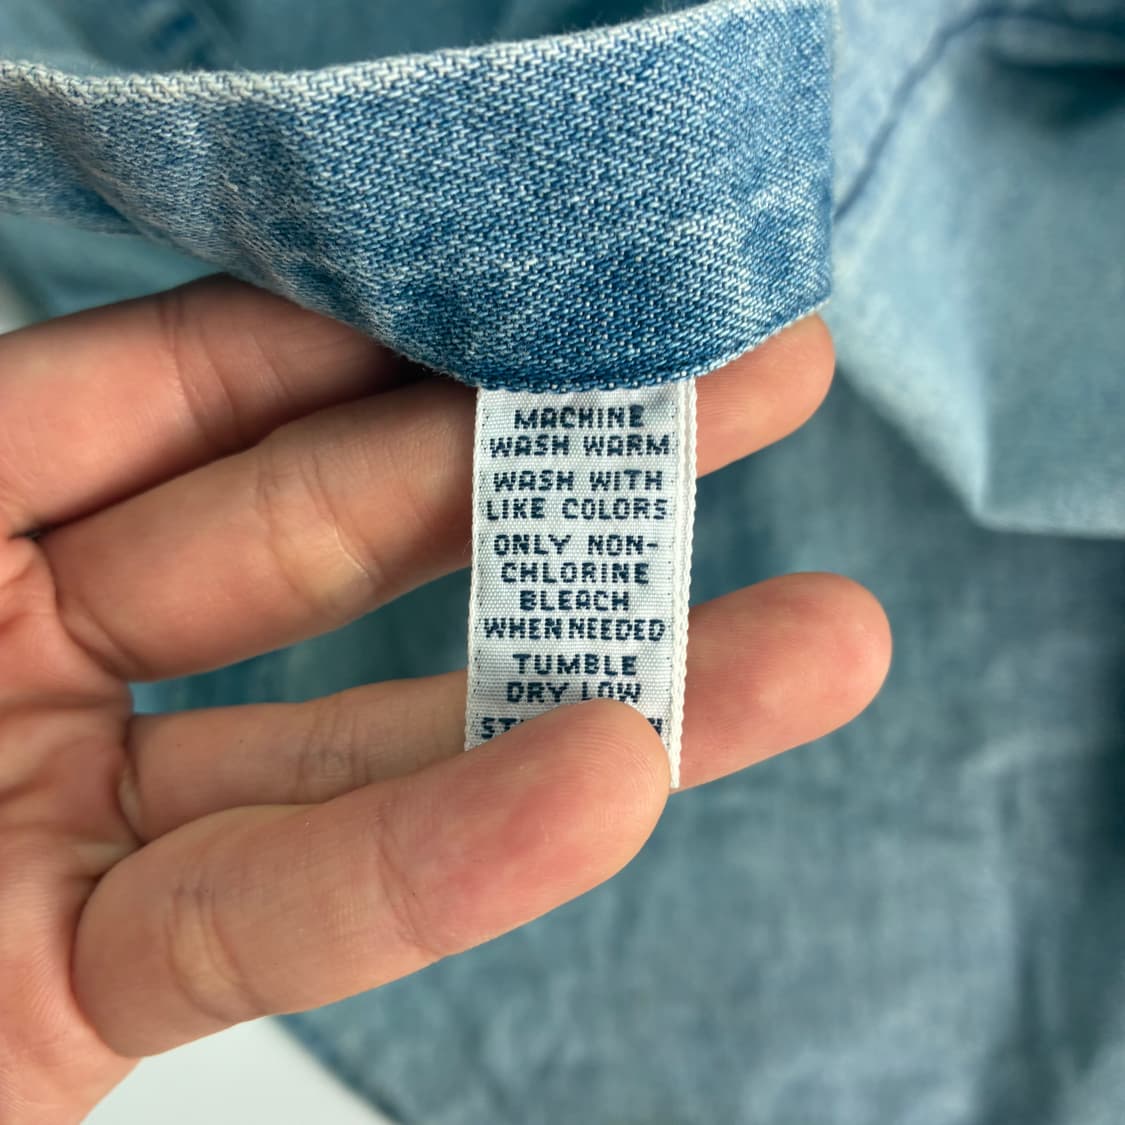 MACHINE
WASH WARM
WASH WITH
LIKE COLORS
ONLY NON-
CHLORINE
BLEACH
WHEN NEEDED
TUMBLE
DRY LOW